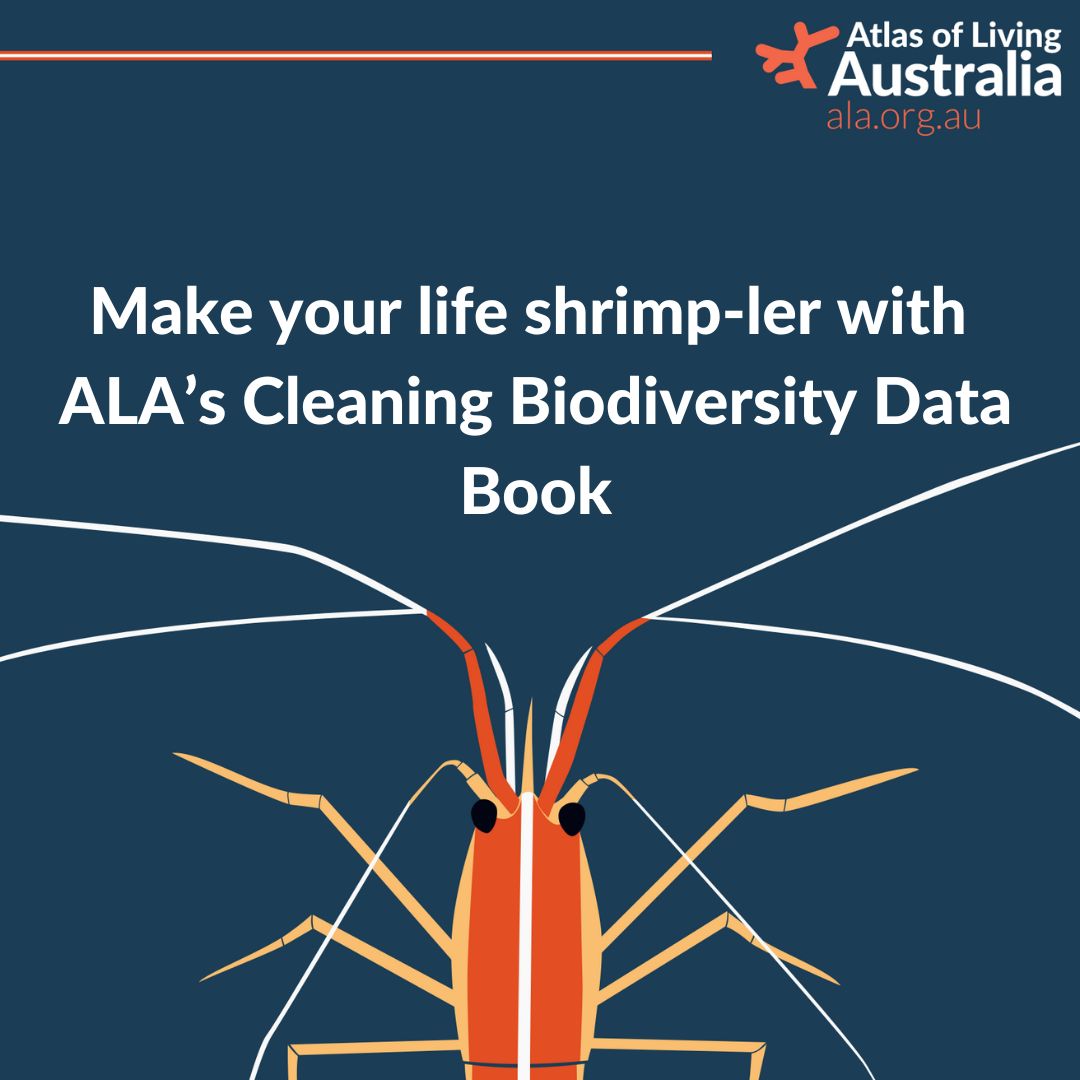 Atlas of Living
Australia
ala.org.au
Make your life shrimp-ler with
ALA’s Cleaning Biodiversity Data
Book